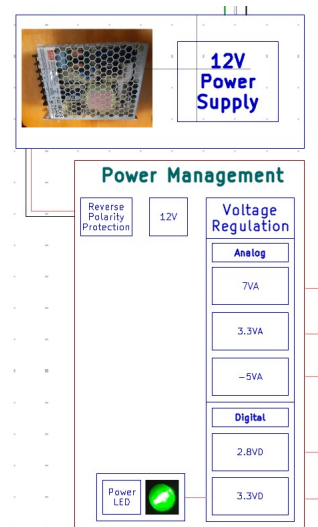 12V
Power
Supply
Power Management
Reverse
Polarity
Protection
12V
Voltage
Regulation
Analog
7VA
3.3VA
-5VA
Digital
2.8VD
3.3VD
Power
LED